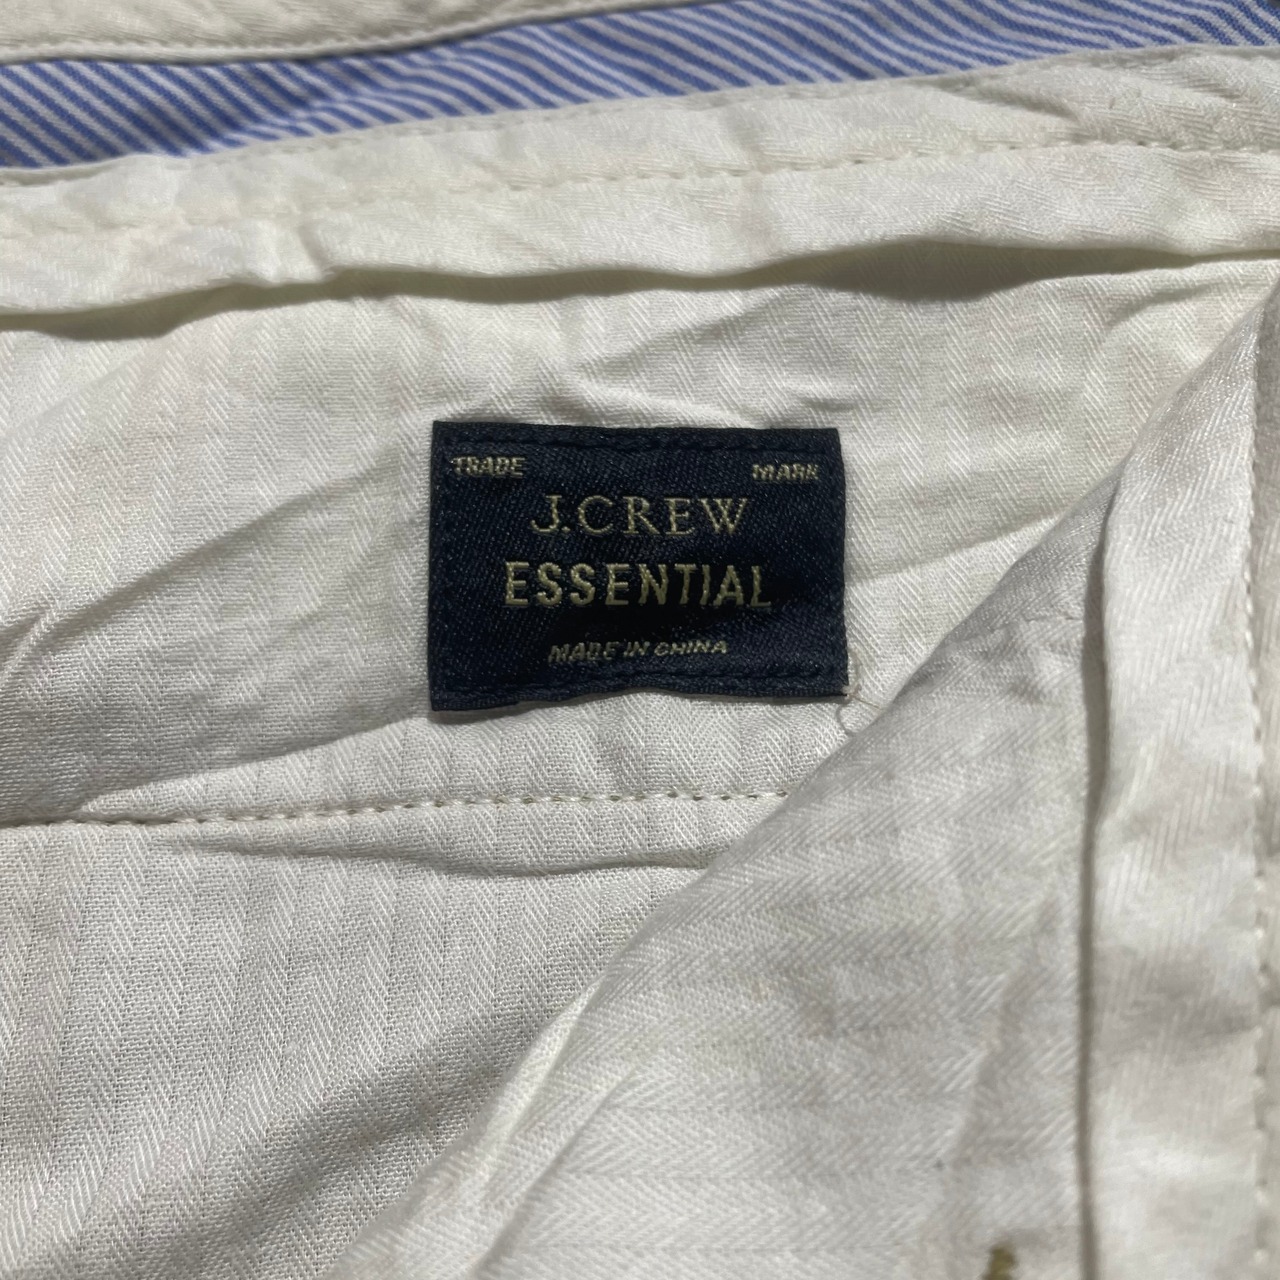 TRADE MARK
J.CREW
ESSENTIAL
MADE IN CHINA